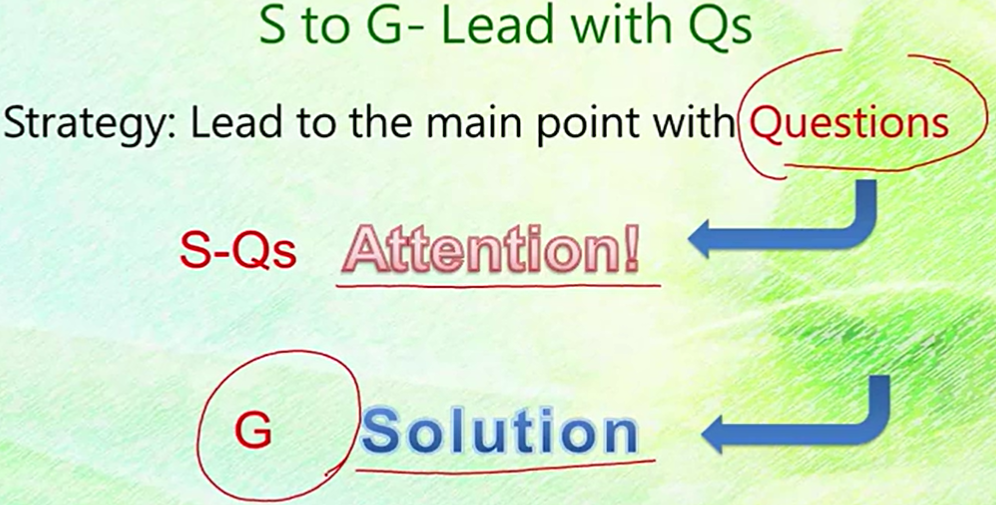 S to G- Lead with Qs
Strategy: Lead to the main point with Questions
S-Qs Attention!
G Solution